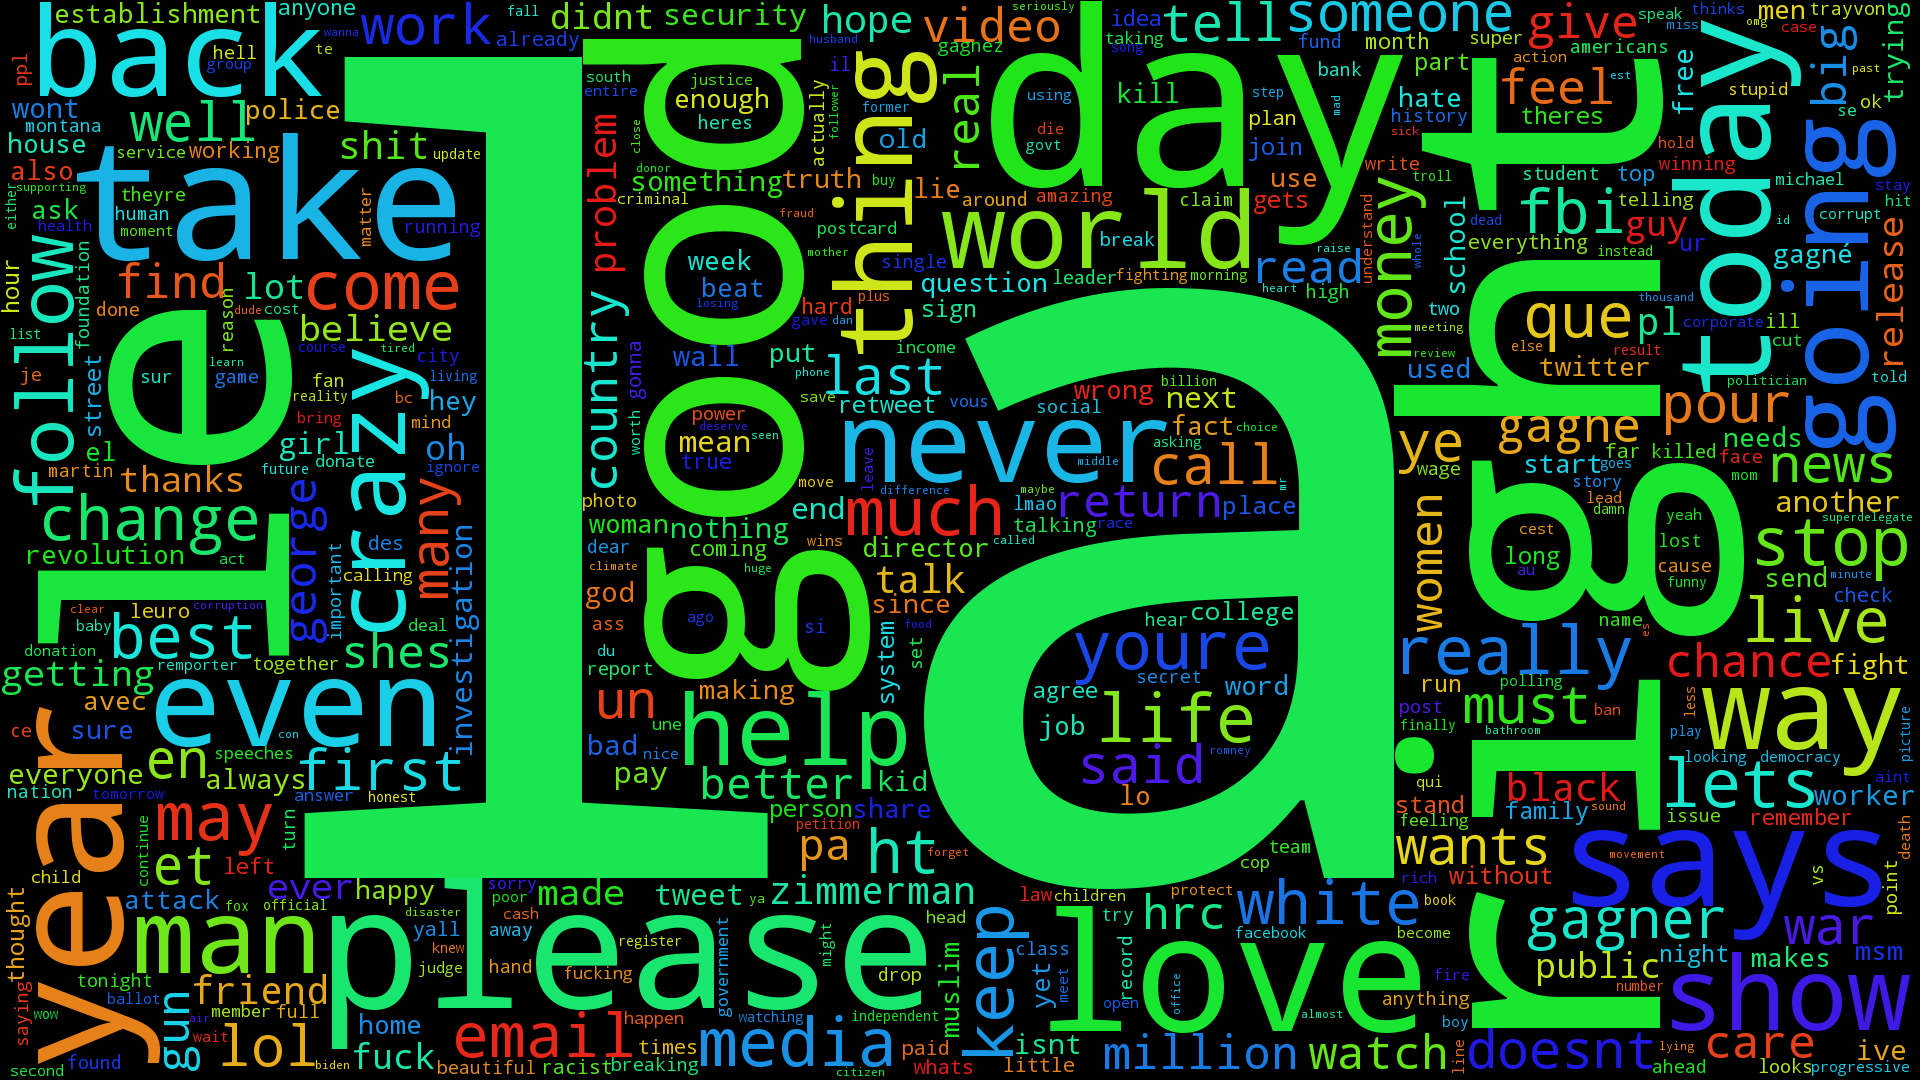 establishment
anyone
work
fall
already
didnt
security
hope
seriously
video
idea
taking
song
tell
someone
give
speak
miss
thinks
omg
men
trayvon
case
back
hell
group
te
wanna
husband
gagnez
fund
month
super
americans
free
big
past
trying
ppl
wont
montana
house
also
well
police
service
working
shit
update
la
south
entire
close
good
justice
enough
heres
il
actually
follower
thing
former
old
real
using
die
govt
day
kill
step
bank
mad
plan
join
part
hate
history
sick
action
feel
theres
est
right
today
stupid
ok
se
going
hold
winning
take
supporting
either
ask
health
theyre
human
moment
matter
running
something
donor
criminal
truth
buy
lie
around
amazing
claim
use
gets
write
troll
money
student
top
fbi
telling
guy
ur
michael
id
corrupt
stay
hit
follow
hour
foundation
find
lot
come
country
problem
fraud
postcard
mother
week
beat
losing
single
world
break
leader
fighting
morning
question
sign
read
raise
heart
high
understand
whole
school
dead
everything
instead
gagné
release
list
done
reason
dude
cost
believe
hard
plus
gave
dan
put
income
two
meeting
review
que
else
pl
thousand
corporate
result
ill
cut
je
street
sur
learn
game
course
tired
city
living
fan
reality
bring
bc
hey
mind
gonna
wall
phone
save
last
retweet
vous
wrong
billion
social
next
fact
choice
asking
used
twitter
politician
told
pour
el
martin
thanks
girl
donate
future
crazy
oh
ignore
worth
power
deserve
seen
mean
true
move
leave
never
middle
difference
call
mr
ye
wage
gagne
far
killed
needs
face
mom
start
goes
story
news
another
superdelegate
change
revolution
act
george
important
des
calling
many
investigation
photo
woman
nothing
end
much
maybe
lmao
talking
return
race
place
women
lead
damn
cest
long
au
yeah
lost
cause
funny
stop
send
minute
check
clear
baby
leuro
corruption
best
deal
shes
dear
climate
coming
huge
wins
god
ass
ago
si
director
called
talk
since
food
hear
college
name
es
live
donation
getting
remporter
together
du
report
system
set
youre
secret
agree
word
really
run
polling
must
ban
less
chance
fight
avec
ce
sure
year
even
con
un
une
making
bad
nice
help
job
life
said
romney
lo
post
finally
bathroom
play
looking
democracy
picture
way
en
speeches
everyone
nation
tomorrow
always
first
answer
honest
pay
better
kid
person
share
qui
stand
feeling
black
family
sound
lets
aint
worker
issue
remember
may
turn
continue
et
left
petition
pa
ht
forget
team
cop
wants
without
movement
says
death
vs
point
child
attack
ever
happy
sorry
poor
made
tweet
ya
zimmerman
law
children
protect
white
book
rich
thought
fox
official
disaster
man
please
cash
away
yall
knew
judge
register
head
government
might
drop
muslim
keep
class
yet
meet
try
record
hrc
facebook
become
love
gagner
public
night
war
makes
msm
tonight
ballot
saying
wow
gun
friend
member
full
air
wait
hand
fucking
happen
watching
independent
open
office
almost
anything
fire
boy
number
show
second
found
lol
biden
home
fuck
email
beautiful
racist
times
breaking
media
citizen
paid
whats
isnt
little
million
watch
line
doesnt
lying
ahead
care
looks
ive
progressive